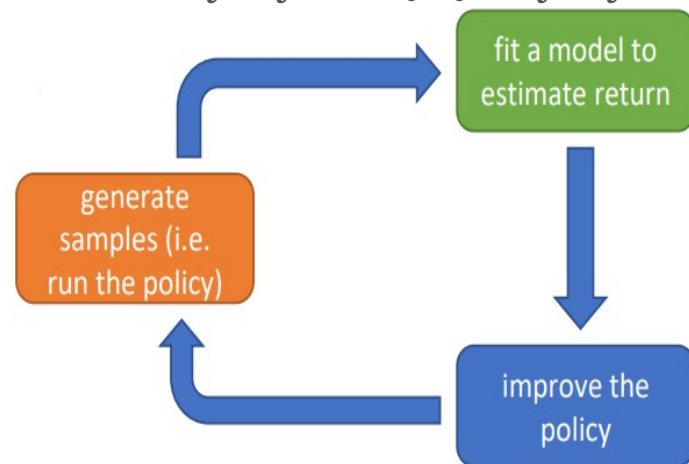 fit a model to
estimate return
generate
samples (i.e.
run the policy)
improve the
policy